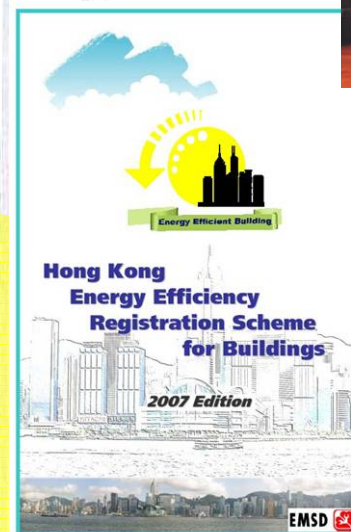 Energy Efficient Building
Hong Kong
Energy Efficiency
Registration Scheme
for Buildings
2007 Edition
EMSD